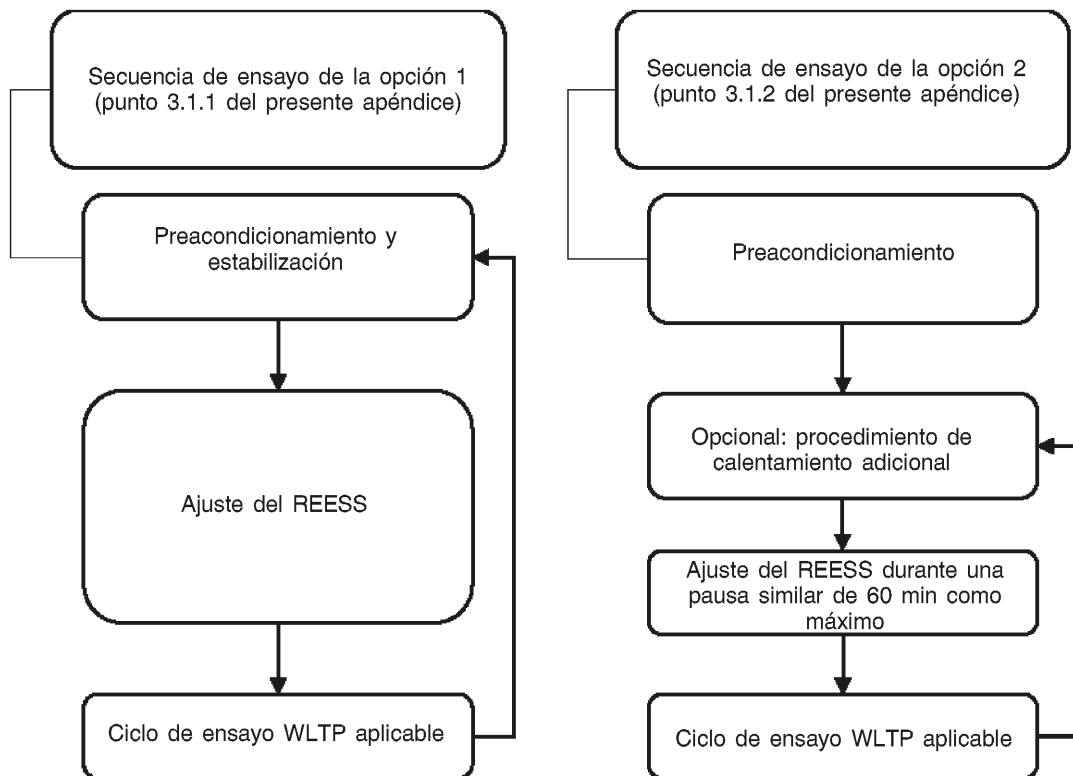 Secuencia de ensayo de la opción 1
(punto 3.1.1 del presente apéndice)
Preacondicionamiento y
estabilización
Ajuste del REESS
Ciclo de ensayo WLTP aplicable
Secuencia de ensayo de la opción 2
(punto 3.1.2 del presente apéndice)
Preacondicionamiento
Opcional: procedimiento de
calentamiento adicional
Ajuste del REESS durante una
pausa similar de 60 min como
máximo
Ciclo de ensayo WLTP aplicable